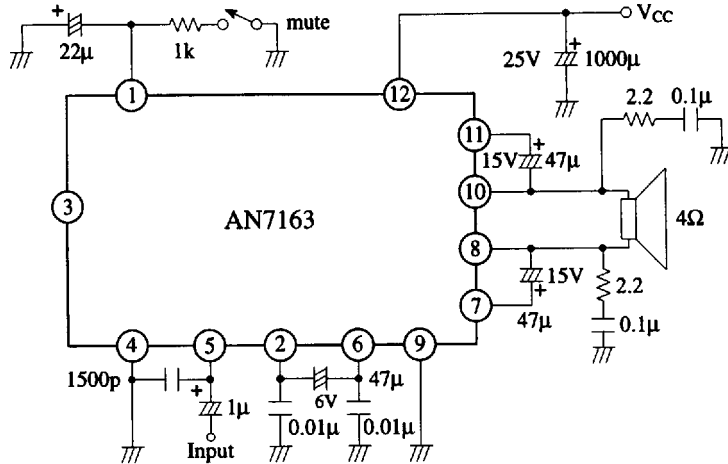 +
22μ
1k
mute
VCC
25V
+
1000μ
1
12
2.2
0.1μ
11
15V
+
47μ
10
3
AN7163
4Ω
8
15V
+
2.2
7
47μ
0.1μ
4
5
2
6
9
1500p
+
1μ
6V
47μ
Input
0.01μ
0.01μ